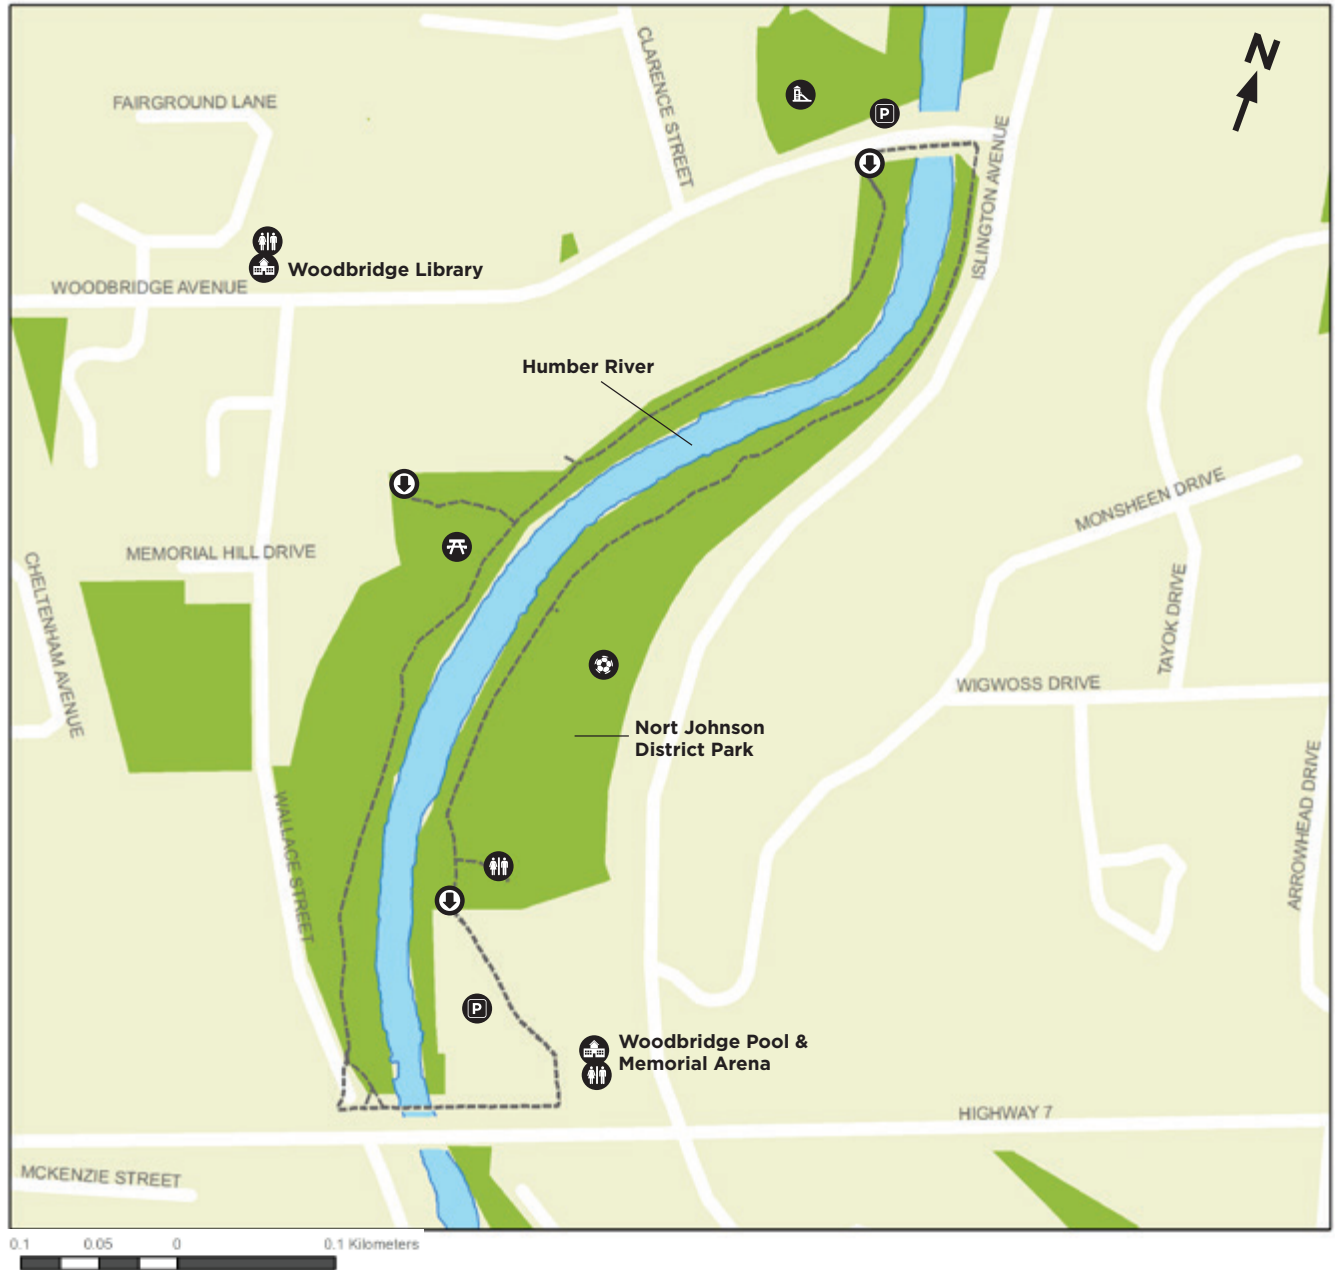 N
FAIRGROUND LANE
CLARENCE STREET
P
ISLINGTON AVENUE
Woodbridge Library
WOODBRIDGE AVENUE
Humber River
MONSHEEN DRIVE
MEMORIAL HILL DRIVE
CHELTENHAM AVENUE
TAYOK DRIVE
WIGWOSS DRIVE
Nort Johnson
District Park
ARROWHEAD DRIVE
WALLACE STREET
P
Woodbridge Pool &
Memorial Arena
HIGHWAY 7
MCKENZIE STREET
0.1 0.05 0 0.1 Kilometers